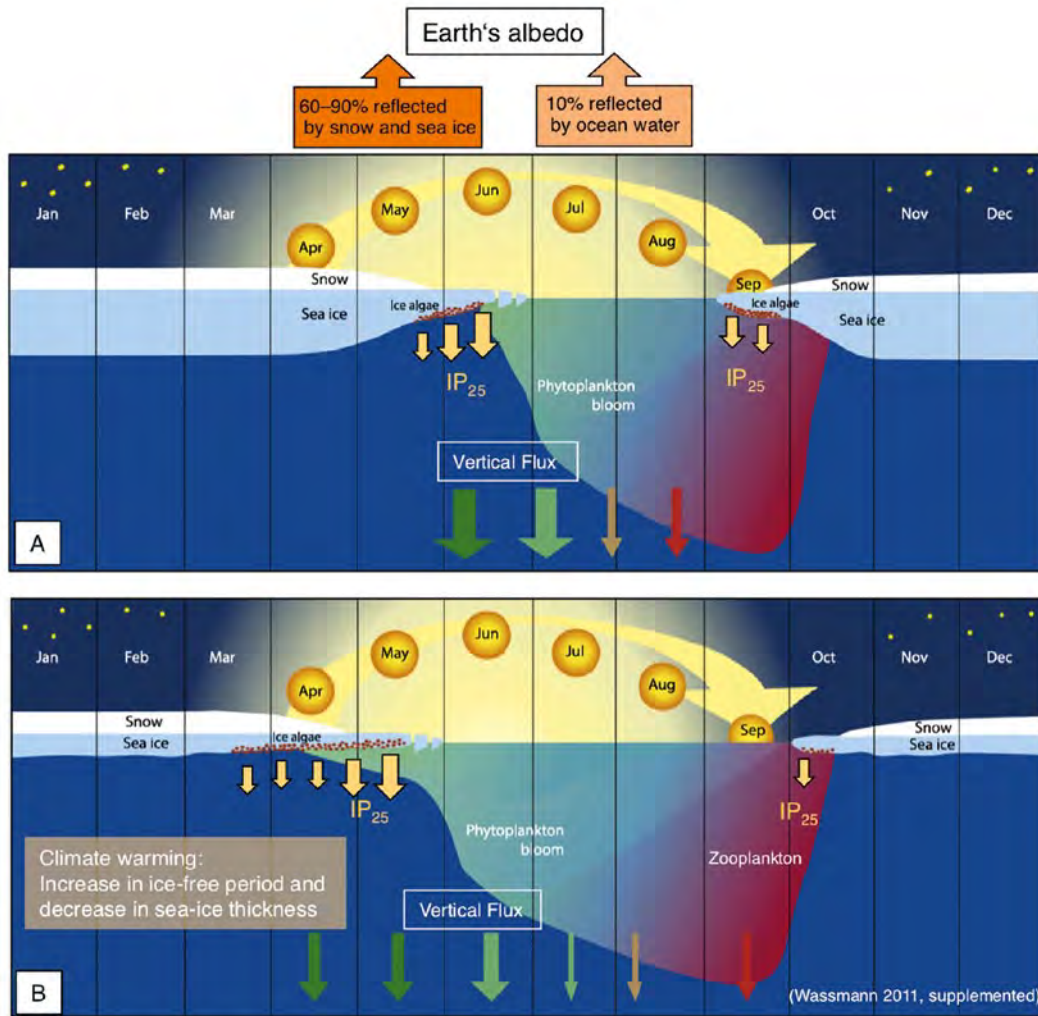 Earth's albedo
60–90% reflected
by snow and sea ice
10% reflected
by ocean water
Jan
Feb
Mar
Apr
May
Jun
Jul
Aug
Sep
Oct
Nov
Dec
Snow
Sea ice
Ice algae
IP25
Phytoplankton
bloom
Snow
Sea ice
Ice algae
IP25
Vertical Flux
A
Jan
Feb
Mar
Apr
May
Jun
Jul
Aug
Sep
Oct
Nov
Dec
Snow
Sea ice
Ice algae
IP25
Snow
Sea ice
IP25
Phytoplankton
bloom
Zooplankton
Climate warming:
Increase in ice-free period and
decrease in sea-ice thickness
Vertical Flux
B
(Wassmann 2011, supplemented)